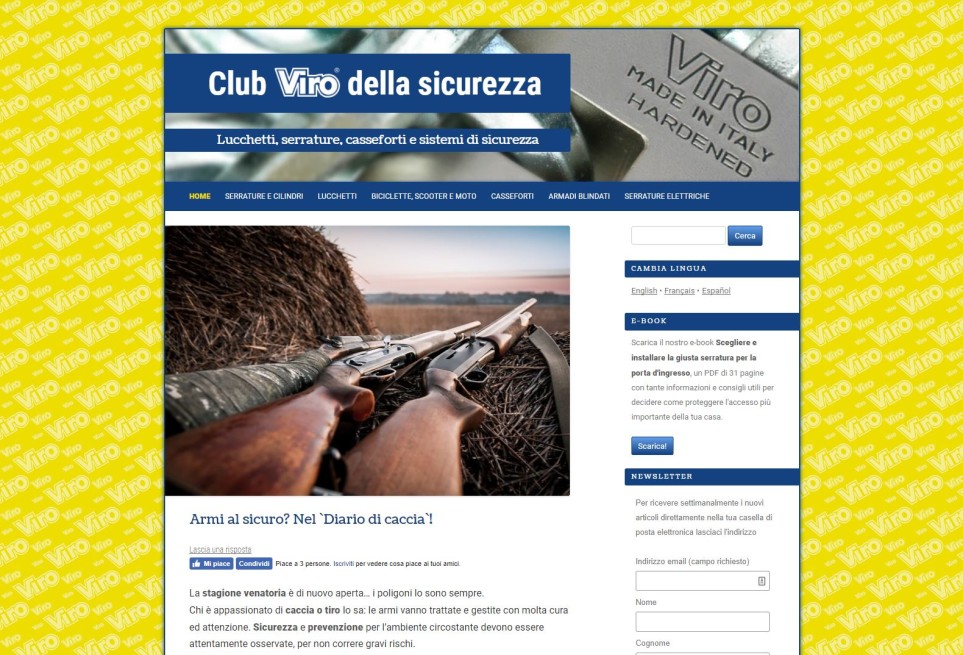 Club Viro® della sicurezza
Lucchetti, serrature, casseforti e sistemi di sicurezza
Viro
MADE IN ITALY
HARDENED
HOME SERRATURE E CILINDRI LUCCHETTI BICICLETTE, SCOOTER E MOTO CASSEFORTI ARMADI BLINDATI SERRATURE ELETTRICHE
Armi al sicuro? Nel `Diario di caccia`!
Lascia una risposta
Mi piace Condividi Piace a 3 persone. Iscriviti per vedere cosa piace ai tuoi amici.
La stagione venatoria è di nuovo aperta… i poligoni lo sono sempre.
Chi è appassionato di caccia o tiro lo sa: le armi vanno trattate e gestite con molta cura
ed attenzione. Sicurezza e prevenzione per l'ambiente circostante devono essere
attentamente osservate, per non correre gravi rischi.
Cerca
CAMBIA LINGUA
English • Français • Español
E-BOOK
Scarica il nostro e-book Scegliere e
installare la giusta serratura per la
porta d'ingresso, un PDF di 31 pagine
con tante informazioni e consigli utili per
decidere come proteggere l'accesso più
importante della tua casa.
Scarica!
NEWSLETTER
Per ricevere settimanalmente i nuovi
articoli direttamente nella tua casella di
posta elettronica lasciaci l'indirizzo
Indirizzo email (campo richiesto)
Nome
Cognome